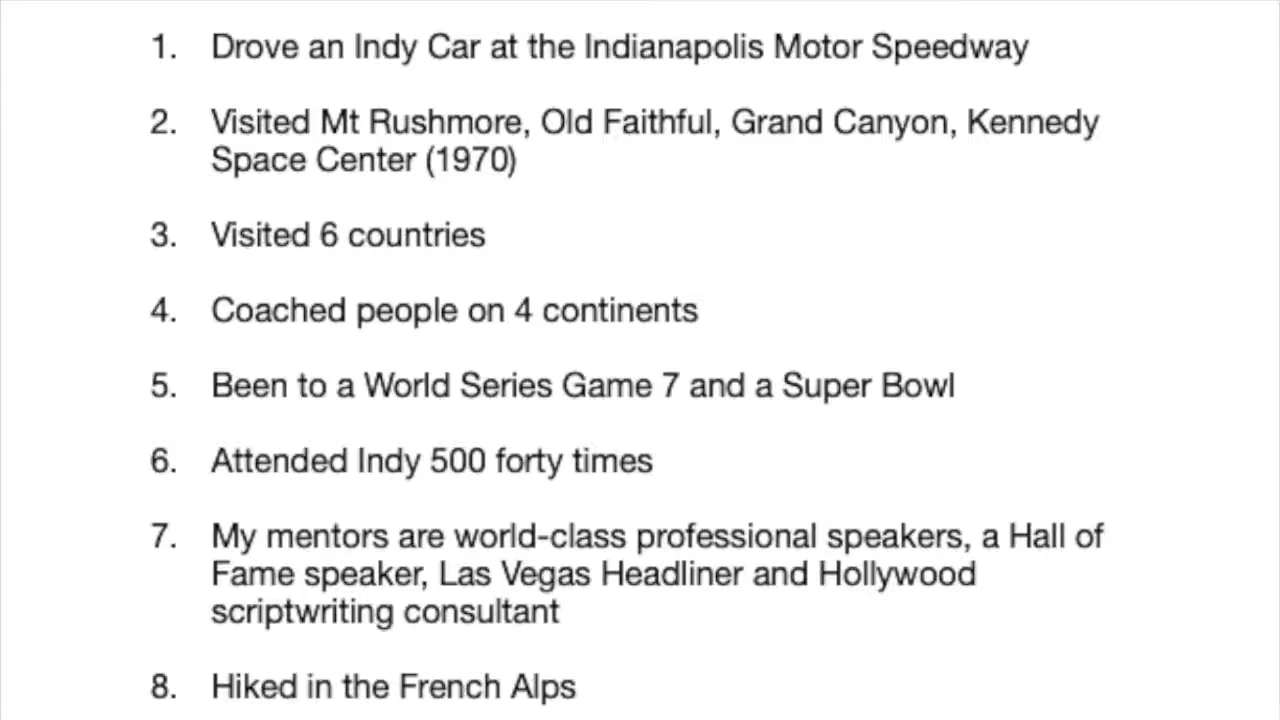 1. Drove an Indy Car at the Indianapolis Motor Speedway
2. Visited Mt Rushmore, Old Faithful, Grand Canyon, Kennedy
Space Center (1970)
3. Visited 6 countries
4. Coached people on 4 continents
5. Been to a World Series Game 7 and a Super Bowl
6. Attended Indy 500 forty times
7. My mentors are world-class professional speakers, a Hall of
Fame speaker, Las Vegas Headliner and Hollywood
scriptwriting consultant
8. Hiked in the French Alps